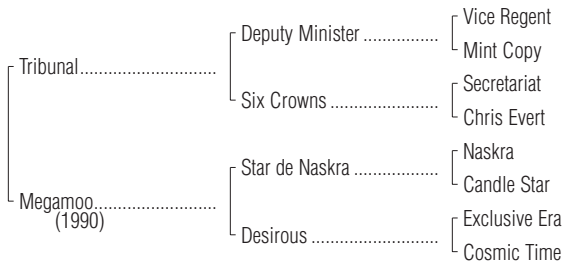 Vice Regent
Deputy Minister ..................
Mint Copy
Tribunal............................
Secretariat
Six Crowns .........................
Chris Evert
Naskra
Star de Naskra ....................
Candle Star
Megamoo.........................
(1990)
Exclusive Era
Desirous .............................
Cosmic Time